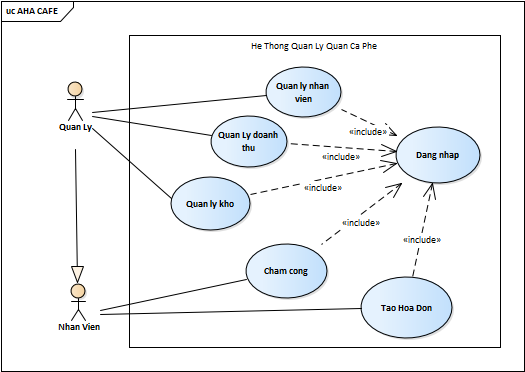 uc AHA CAFE
He Thong Quan Ly Quan Ca Phe
Quan ly nhan
vien
Quan Ly
«include»
Quan Ly doanh
thu
«include»
Dang nhap
Quan ly kho
«include»
«include»
«include»
Cham cong
Tao Hoa Don
Nhan Vien